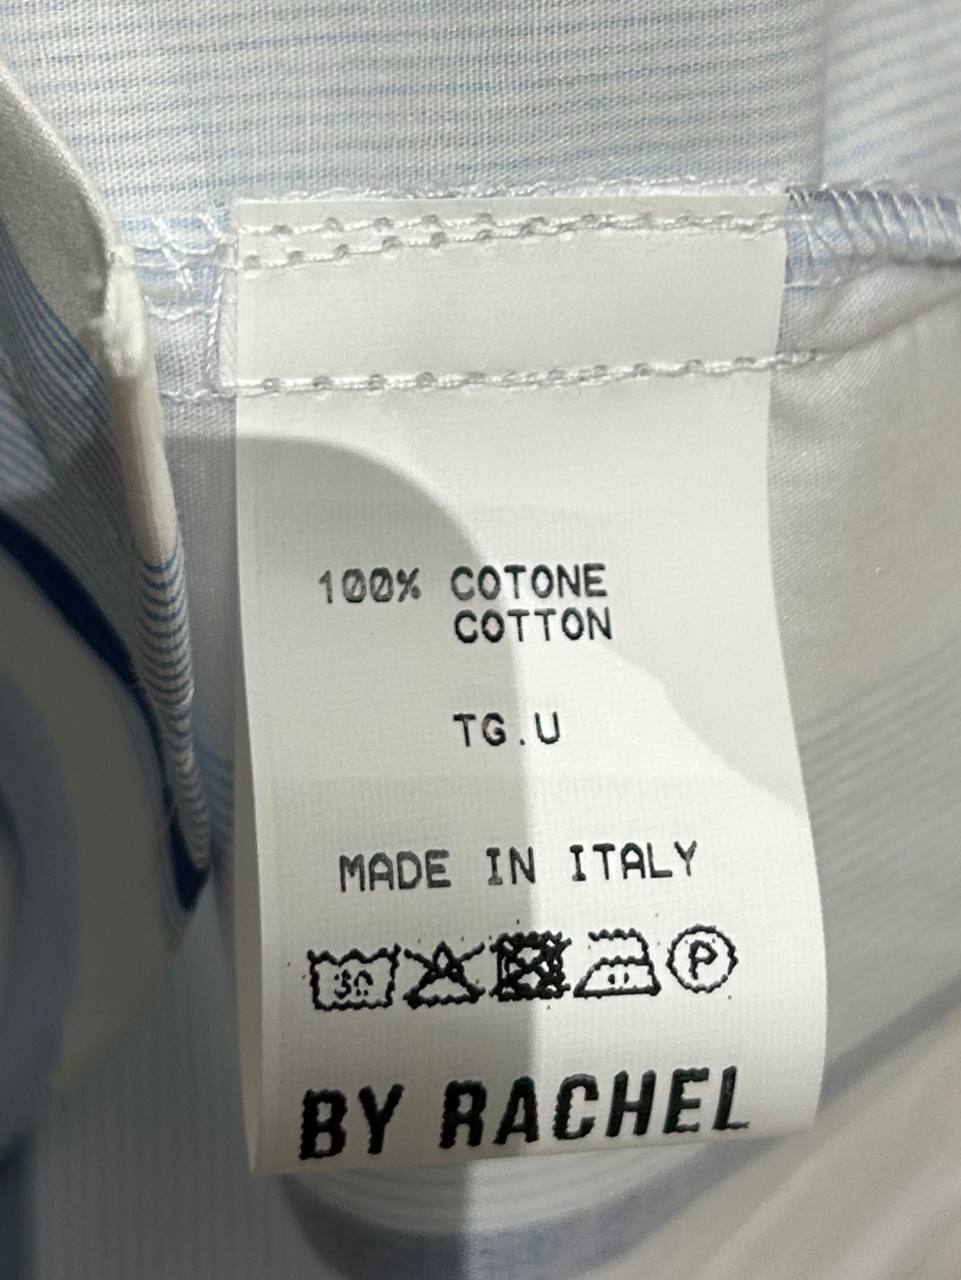 100% COTONE
COTTON
TG.U
MADE IN ITALY
30 P
BY RACHEL